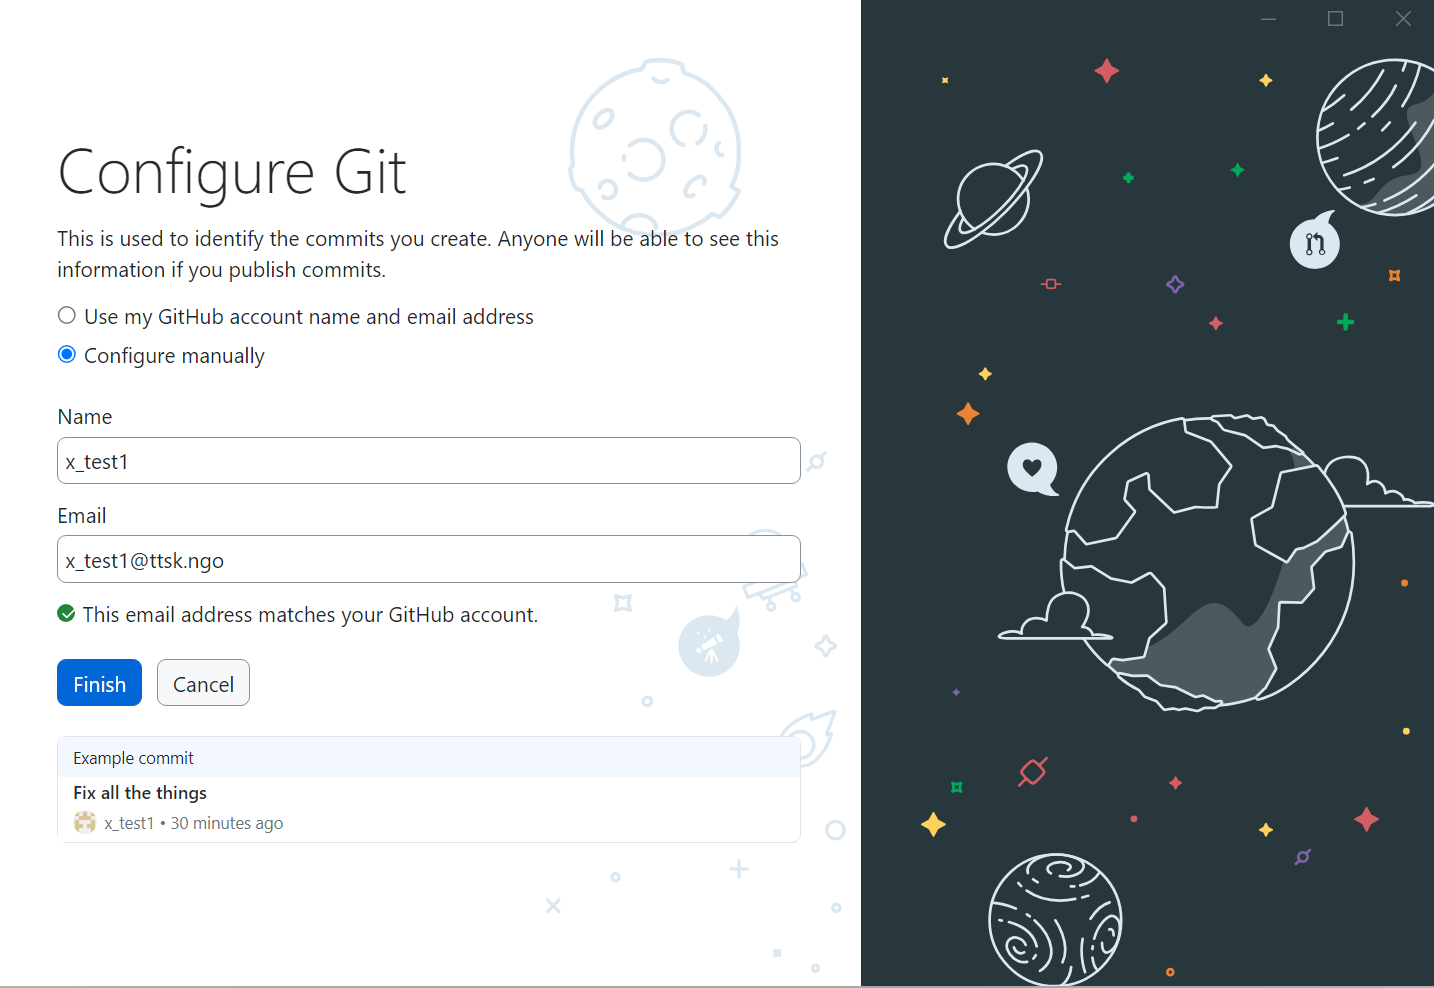 Configure Git
This is used to identify the commits you create. Anyone will be able to see this
information if you publish commits.
Use my GitHub account name and email address
Configure manually
Name
x_test1
Email
x_test1@ttsk.ngo
This email address matches your GitHub account.
Finish
Cancel
Example commit
Fix all the things
x_test1 • 30 minutes ago